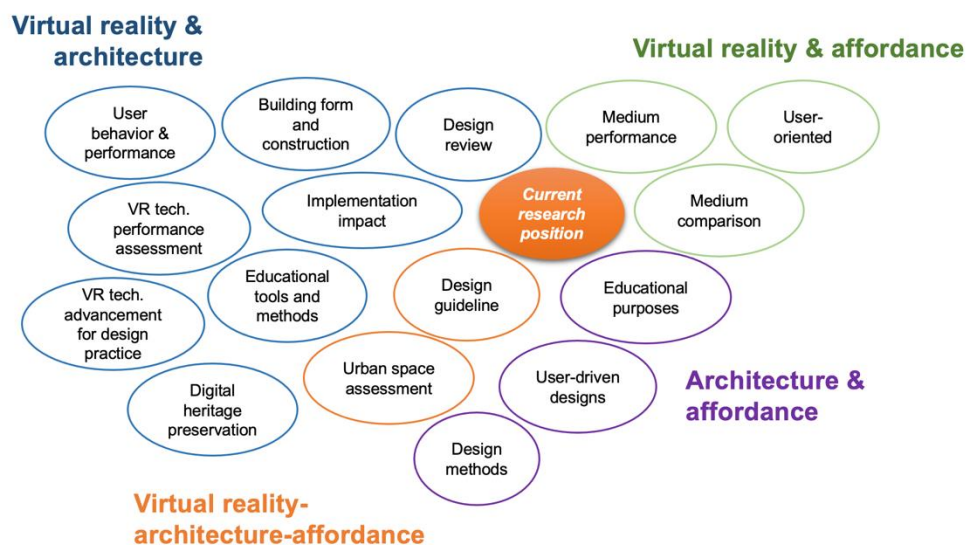 Virtual reality &
architecture
Virtual reality & affordance
User
behavior &
performance
Building form
and
construction
Design
review
Medium
performance
User-
oriented
VR tech.
performance
assessment
Implementation
impact
Current
research
position
Medium
comparison
VR tech.
advancement
for design
practice
Educational
tools and
methods
Design
guideline
Educational
purposes
Digital
heritage
preservation
Urban space
assessment
User-driven
designs
Architecture &
affordance
Design
methods
Virtual reality-
architecture-affordance